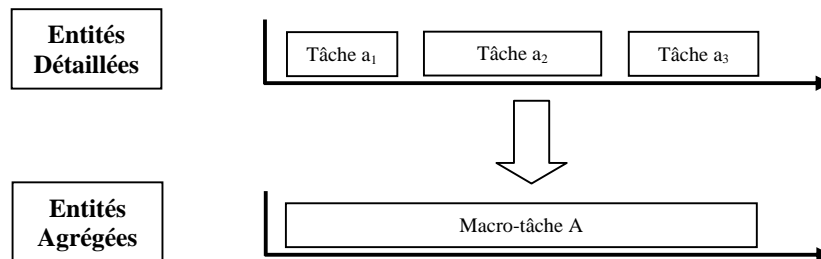 Entités
Détaillées
Tâche a₁ Tâche a₂ Tâche a₃
Entités
Agrégées
Macro-tâche A